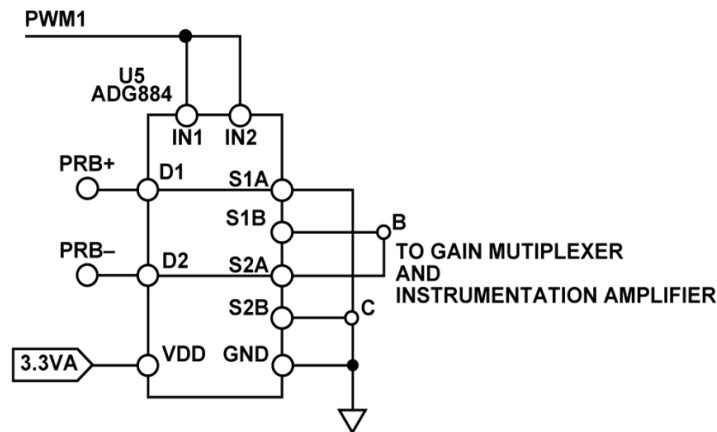 PWM1
U5
ADG884
IN1 IN2
PRB+
D1
S1A
S1B
B
PRB–
D2
S2A
TO GAIN MUTIPLEXER
AND
INSTRUMENTATION AMPLIFIER
S2B
C
3.3VA
VDD
GND